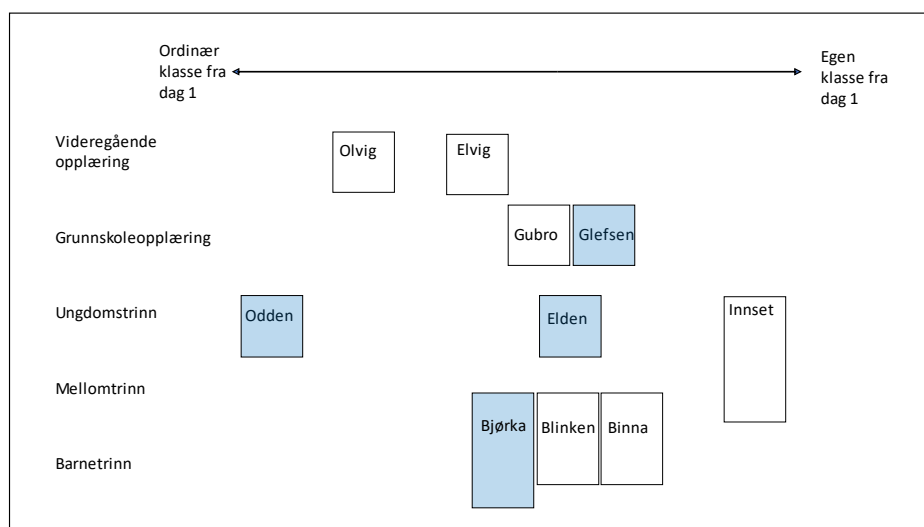 Ordinær
klasse fra
dag 1
Egen
klasse fra
dag 1
Videregående
opplæring
Olvig
Elvig
Grunnskoleopplæring
Gubro
Glefsen
Ungdomstrinn
Odden
Elden
Innset
Mellomtrinn
Bjørka
Blinken
Binna
Barnetrinn